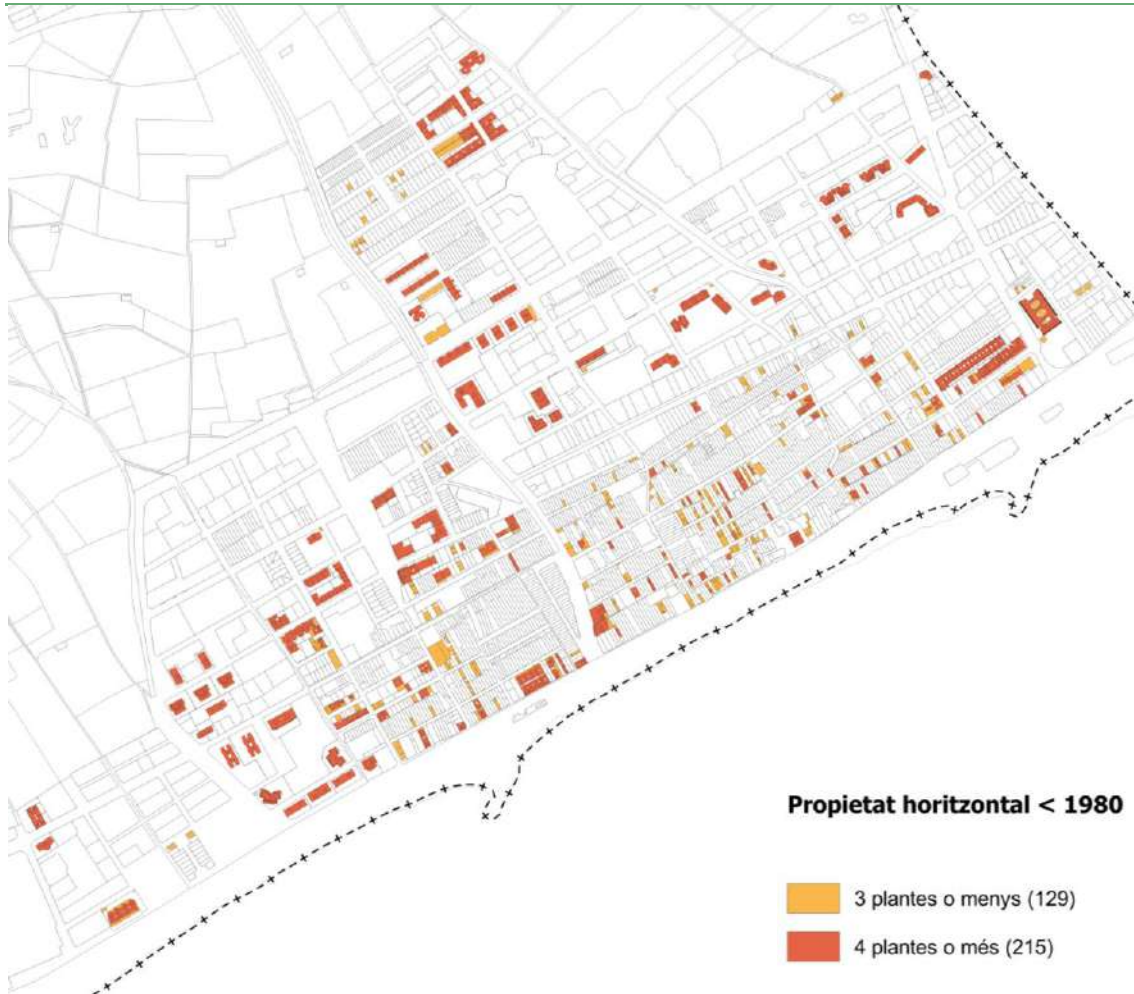 Propietat horitzontal < 1980
3 plantes o menys (129)
4 plantes o més (215)